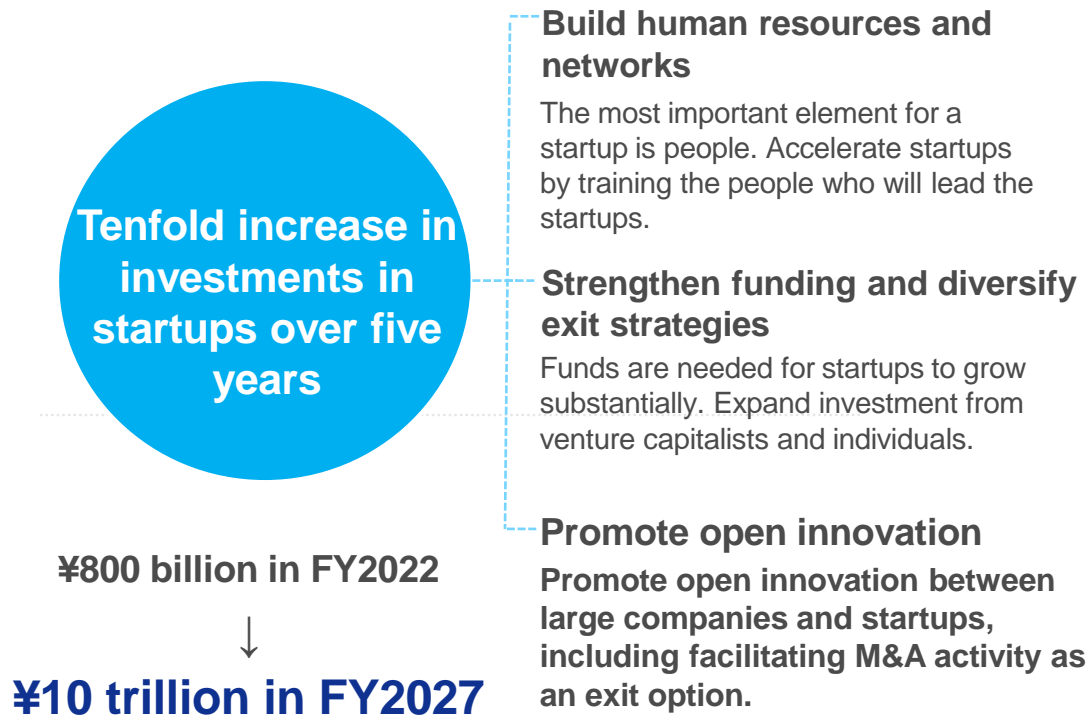 Tenfold increase in
investments in
startups over five
years
¥800 billion in FY2022
↓
¥10 trillion in FY2027
Build human resources and
networks
The most important element for a
startup is people. Accelerate startups
by training the people who will lead the
startups.
Strengthen funding and diversify
exit strategies
Funds are needed for startups to grow
substantially. Expand investment from
venture capitalists and individuals.
Promote open innovation
Promote open innovation between
large companies and startups,
including facilitating M&A activity as
an exit option.